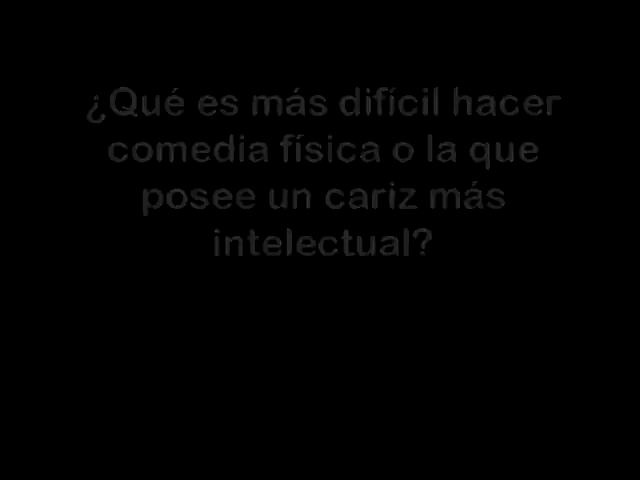 ¿Qué es más difícil hacer
comedia física o la que
posee un cariz más
intelectual?